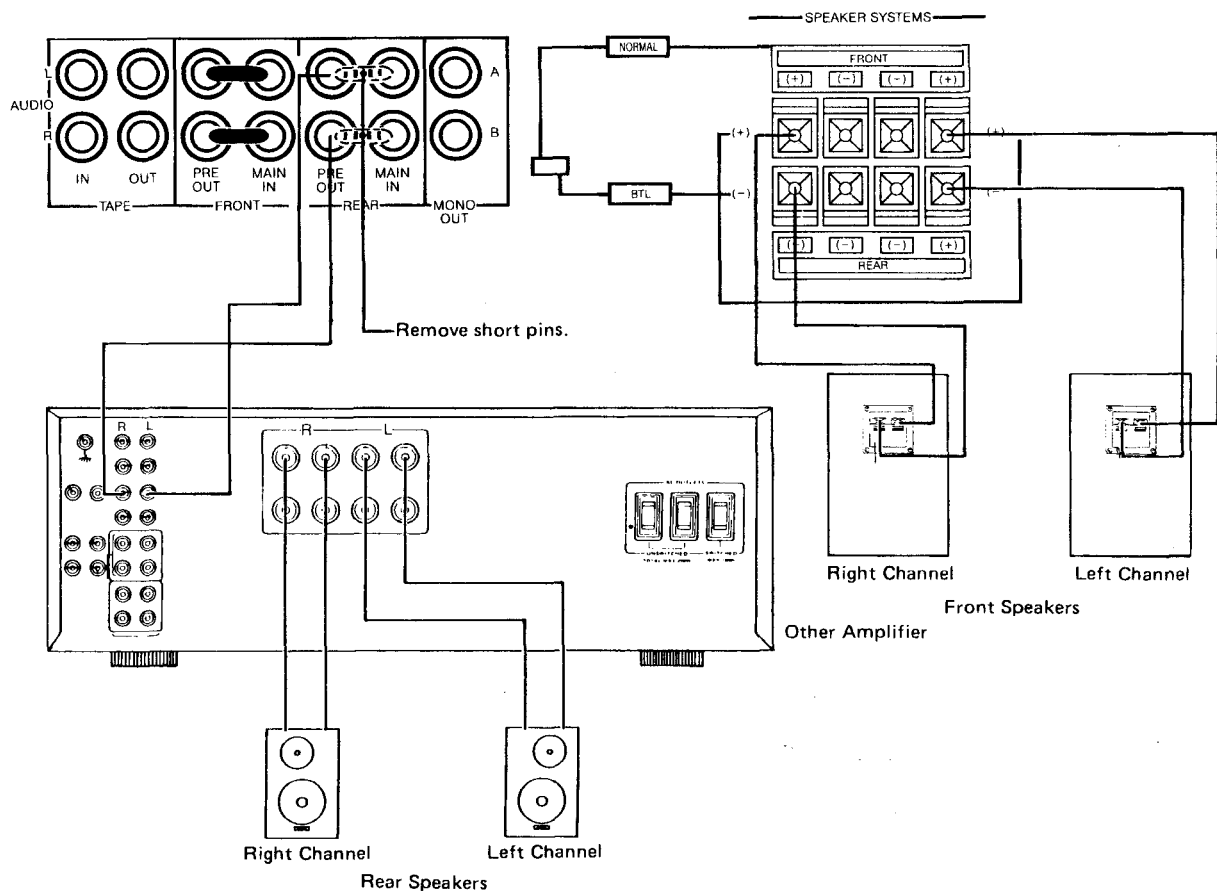 SPEAKER SYSTEMS
NORMAL
FRONT
(+) (-) (-) (+)
L
AUDIO
R
A
B
(+)
(+)
BTL
(-)
(-)
IN OUT PRE OUT MAIN IN PRE OUT MAIN IN
TAPE FRONT REAR MONO OUT
(+) (-) (-) (+)
REAR
Remove short pins.
R L
R L
UNSWITCHED
SWITCHED
Right Channel
Left Channel
Front Speakers
Other Amplifier
Right Channel
Left Channel
Rear Speakers